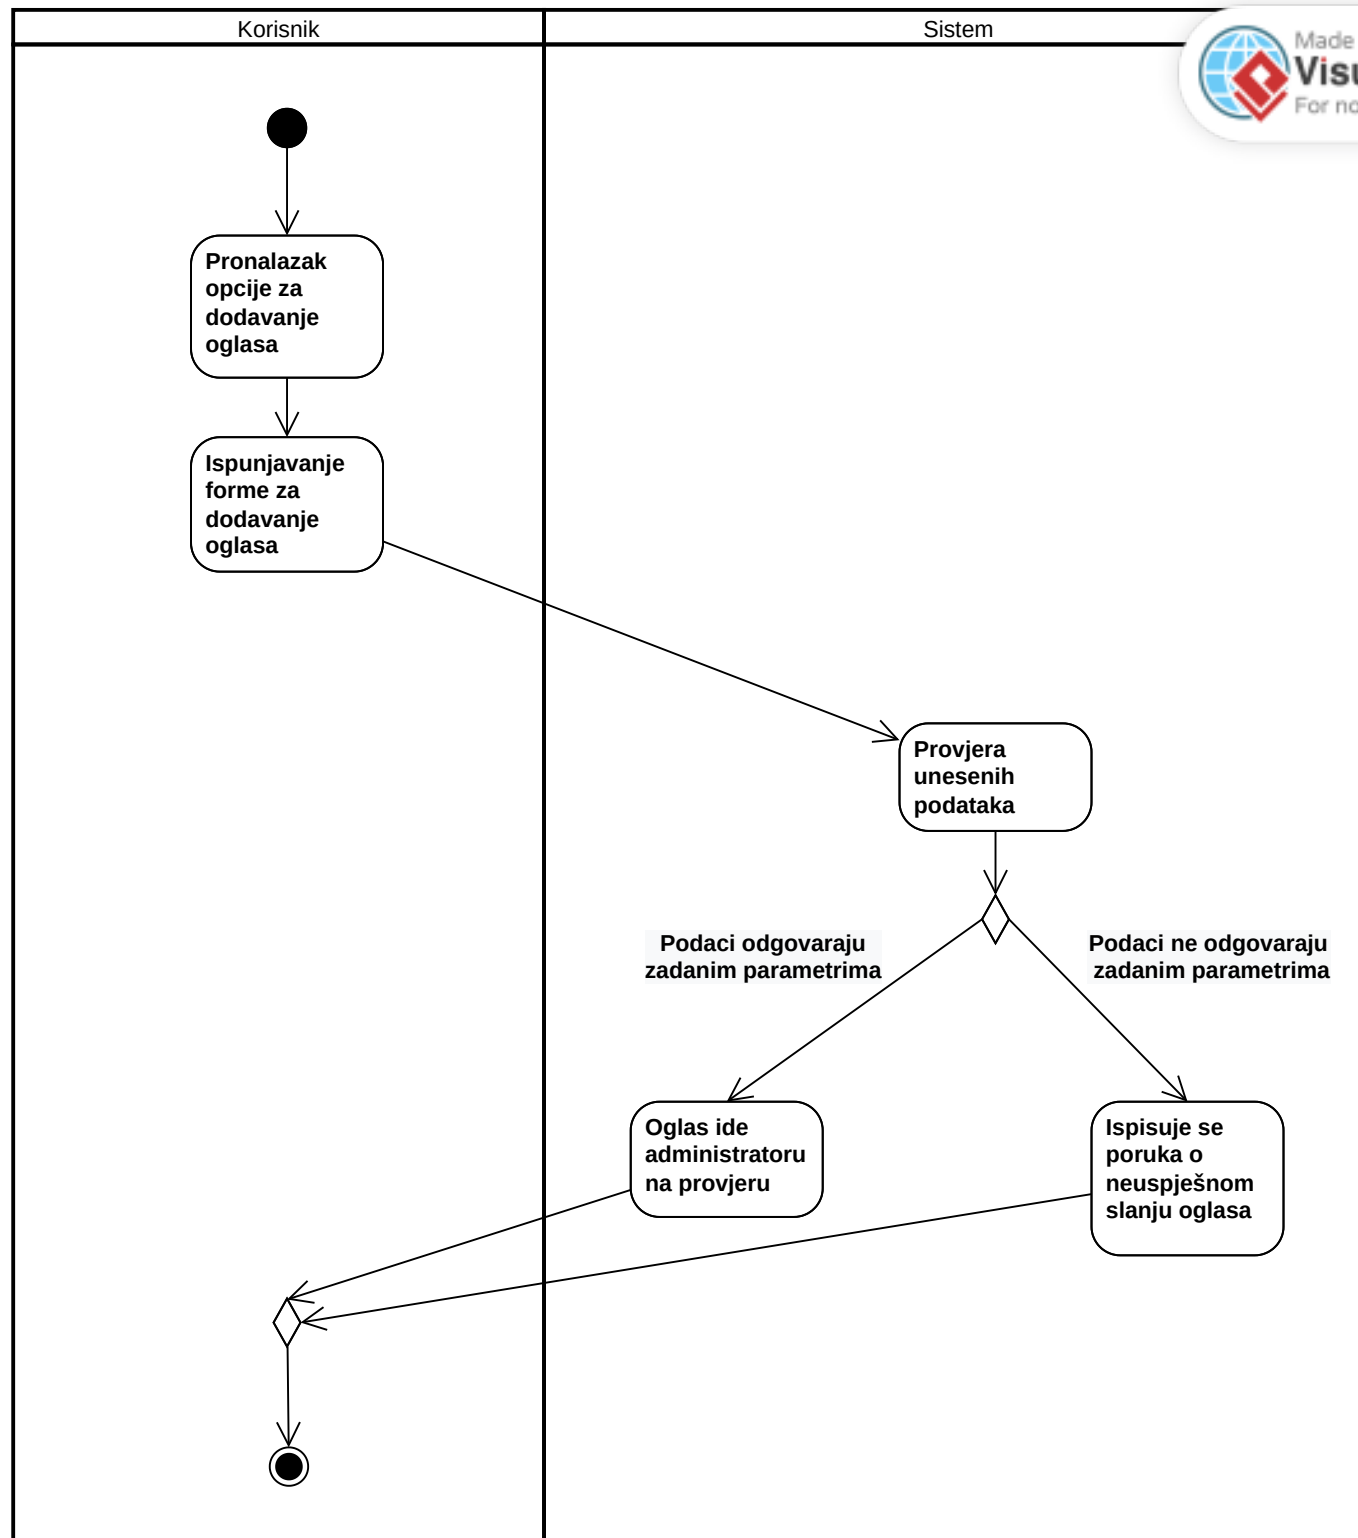 Korisnik
Sistem
Made
Visu
For no
Pronalazak
opcije za
dodavanje
oglasa
Ispunjavanje
forme za
dodavanje
oglasa
Provjera
unesenih
podataka
Podaci odgovaraju
zadanim parametrima
Podaci ne odgovaraju
zadanim parametrima
Oglas ide
administratoru
na provjeru
Ispisuje se
poruka o
neuspješnom
slanju oglasa